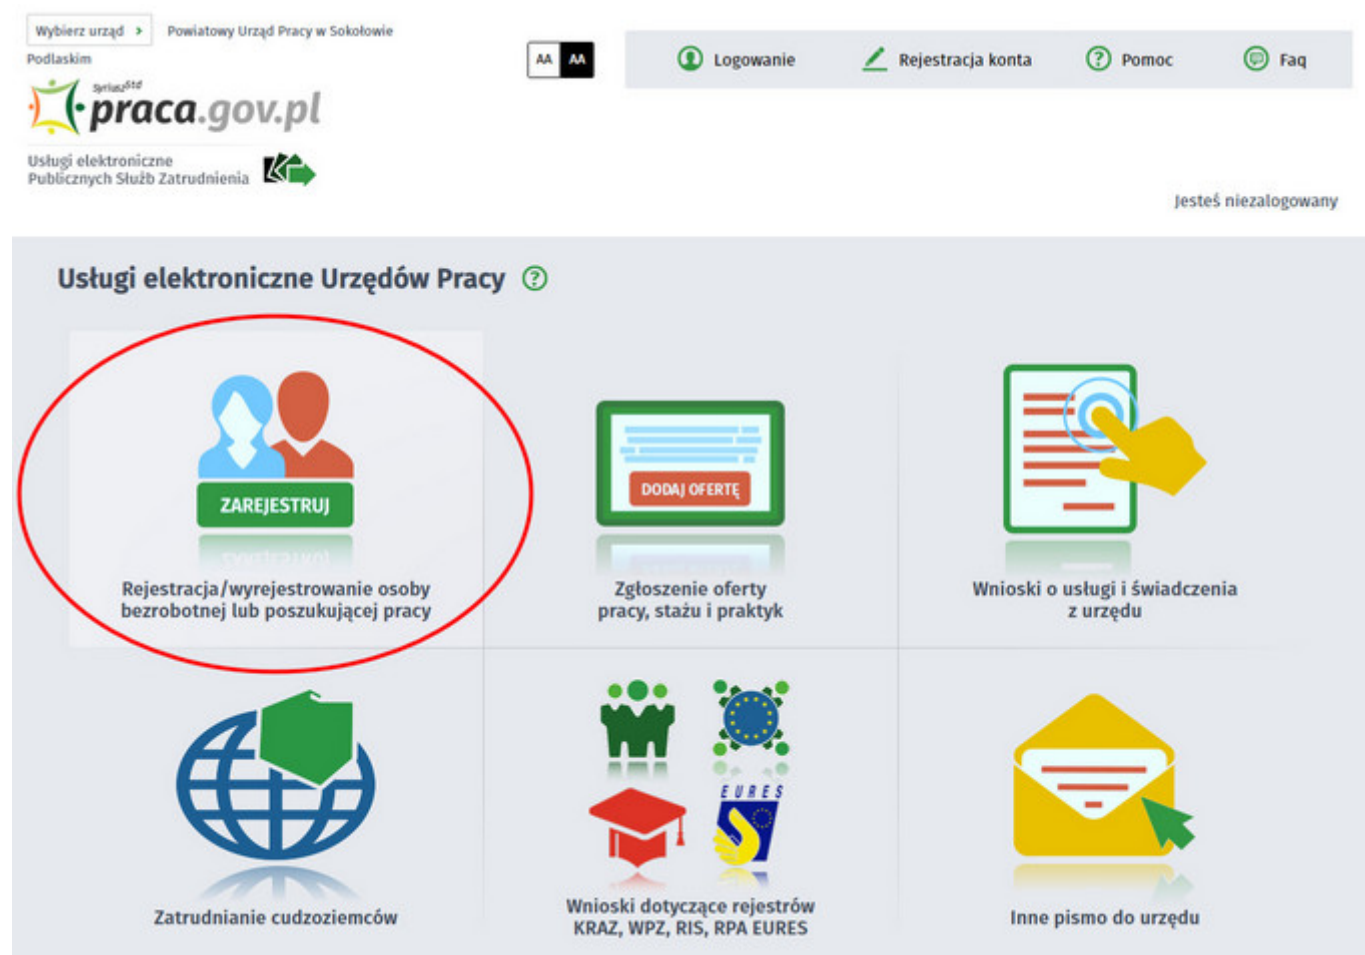 Wybierz urząd > Powiatowy Urząd Pracy w Sokołowie
Podlaskim
AA AA
Logowanie
Rejestracja konta
Pomoc
Faq
Syriusz Std
praca.gov.pl
Usługi elektroniczne
Publicznych Służb Zatrudnienia
Jesteś niezalogowany
Usługi elektroniczne Urzędów Pracy ?
ZAREJESTRUJ
Rejestracja/wyrejestrowanie osoby
bezrobotnej lub poszukującej pracy
DODAJ OFERTĘ
Zgłoszenie oferty
pracy, stażu i praktyk
Wnioski o usługi i świadczenia
z urzędu
Zatrudnianie cudzoziemców
EURES
Wnioski dotyczące rejestrów
KRAZ, WPZ, RIS, RPA EURES
Inne pismo do urzędu